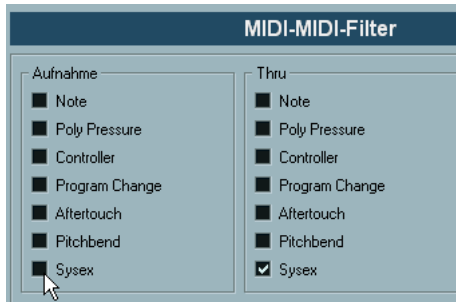 MIDI-MIDI-Filter
Aufnahme
Note
Poly Pressure
Controller
Program Change
Aftertouch
Pitchbend
Sysex
Thru
Note
Poly Pressure
Controller
Program Change
Aftertouch
Pitchbend
Sysex